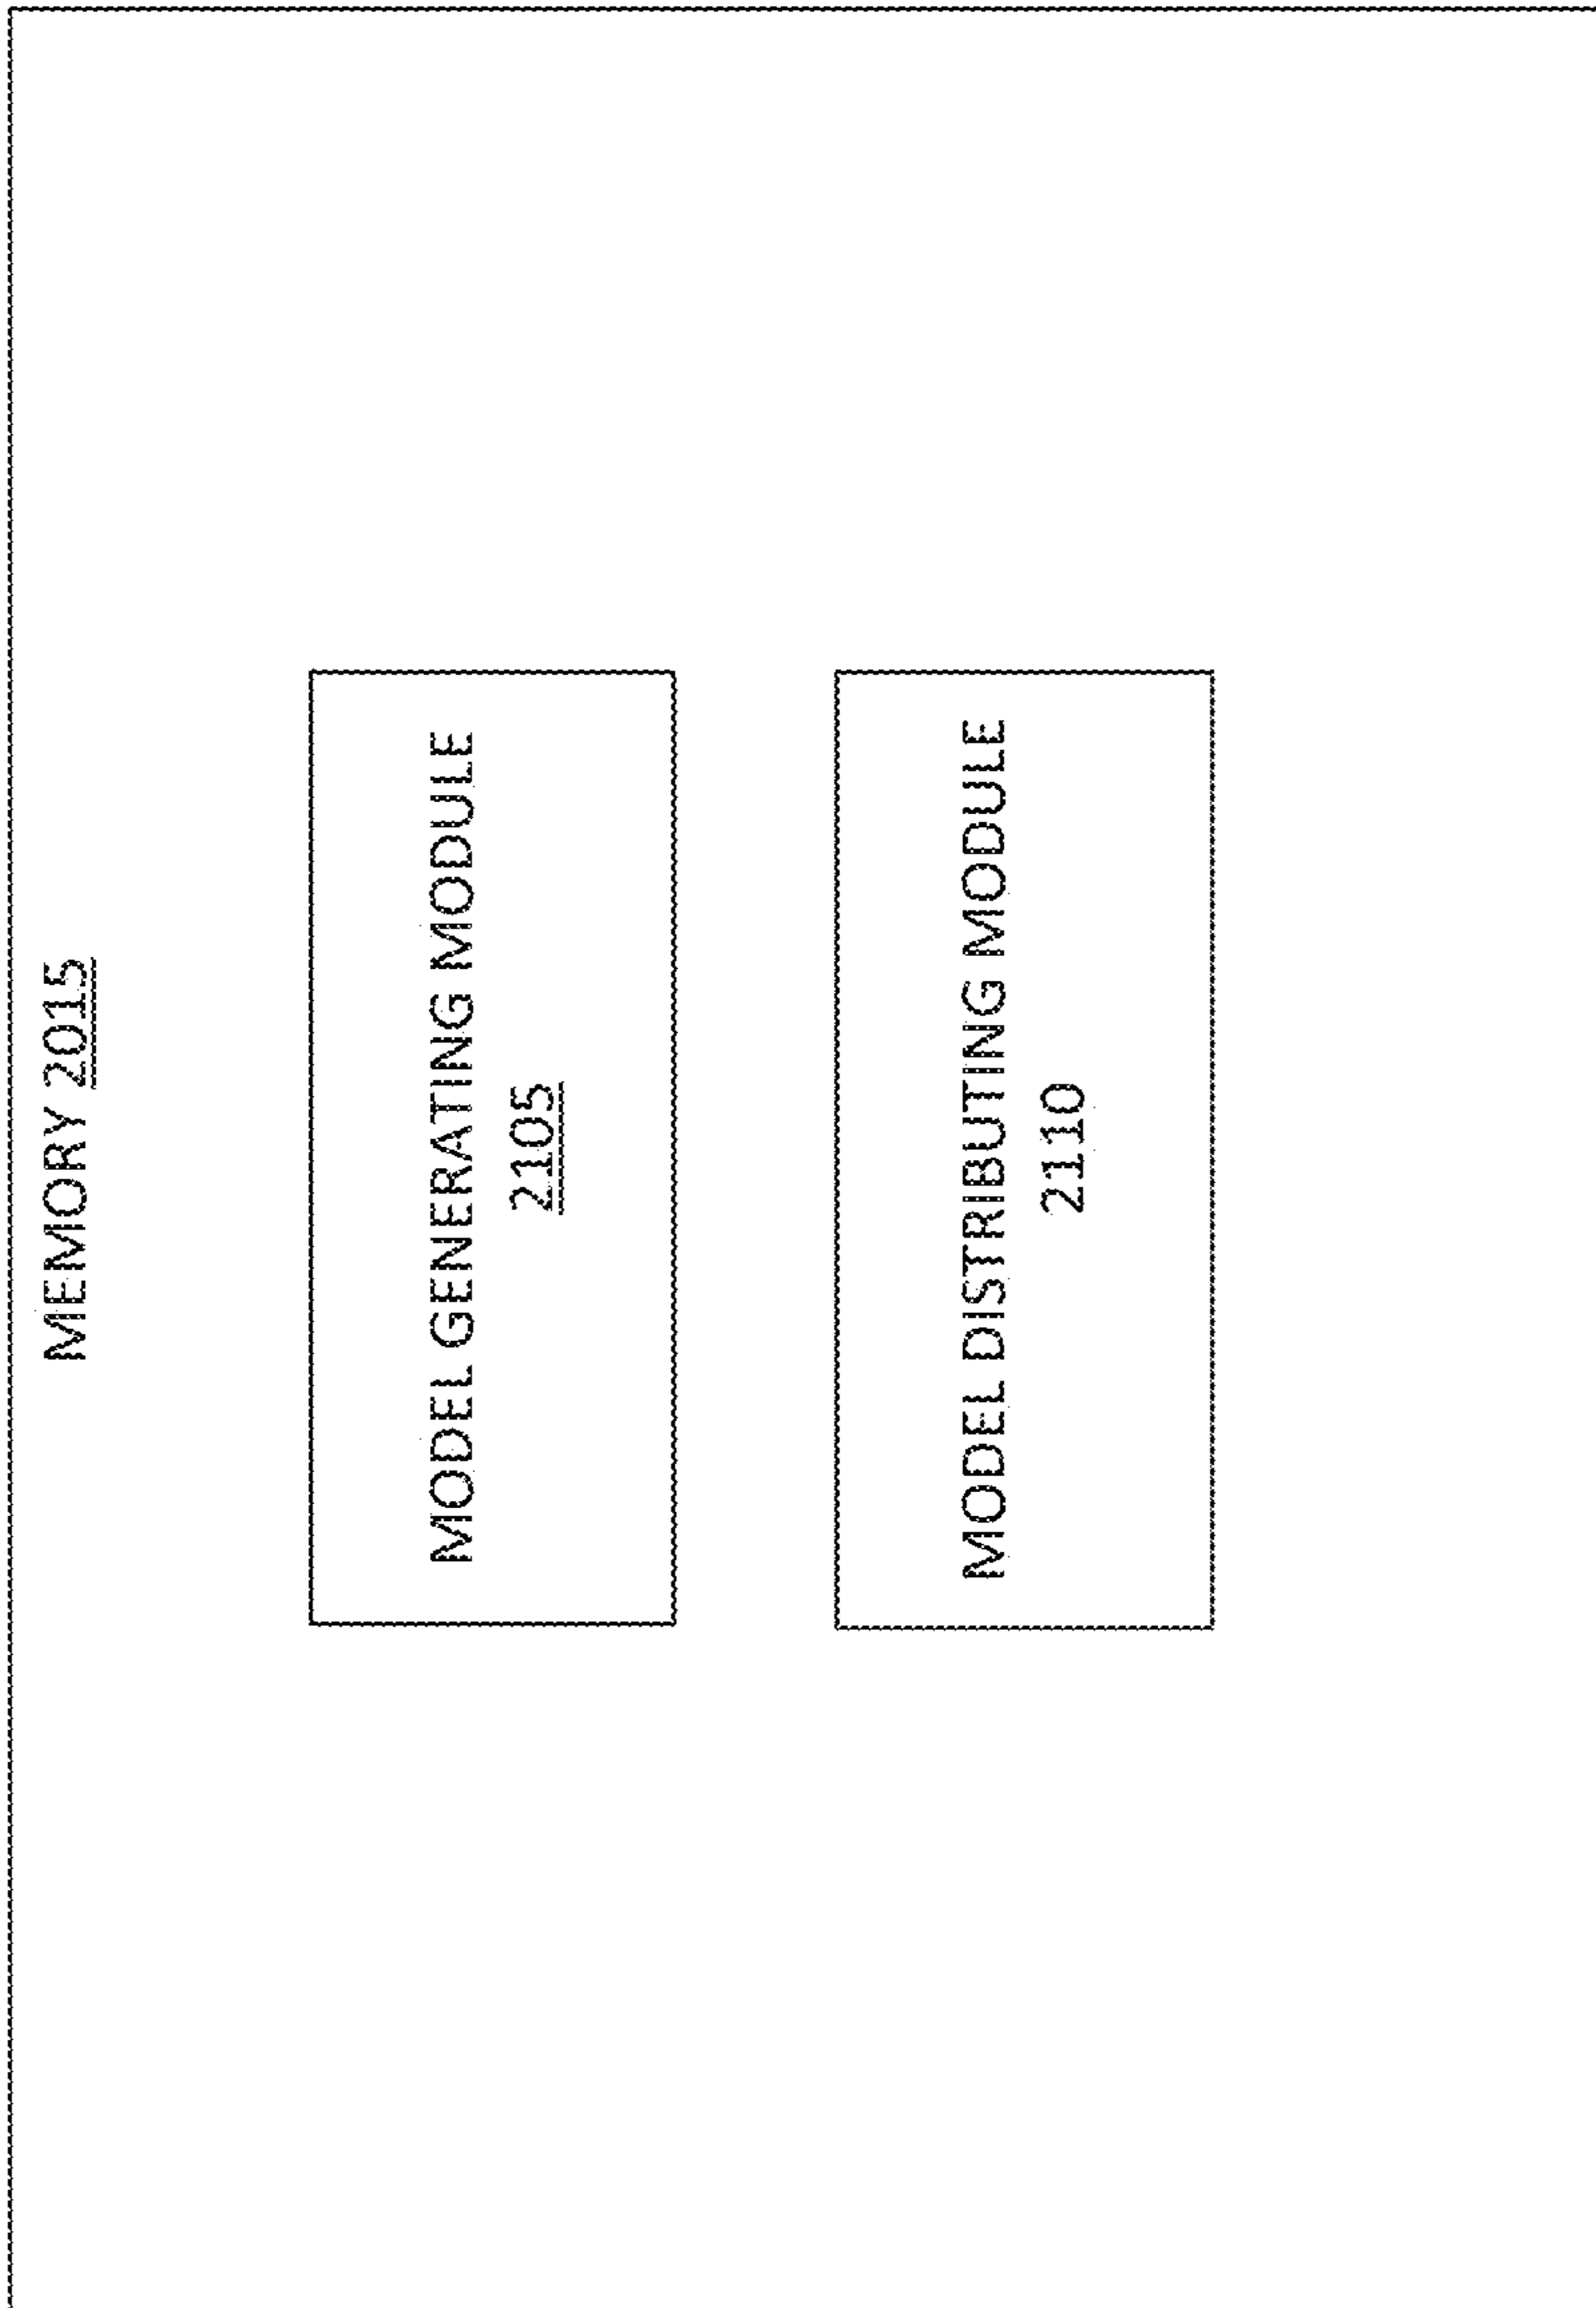 MEMORY 2015
MODEL GENERATING MODULE
2105
MODEL DISTRIBUTING MODULE
2110